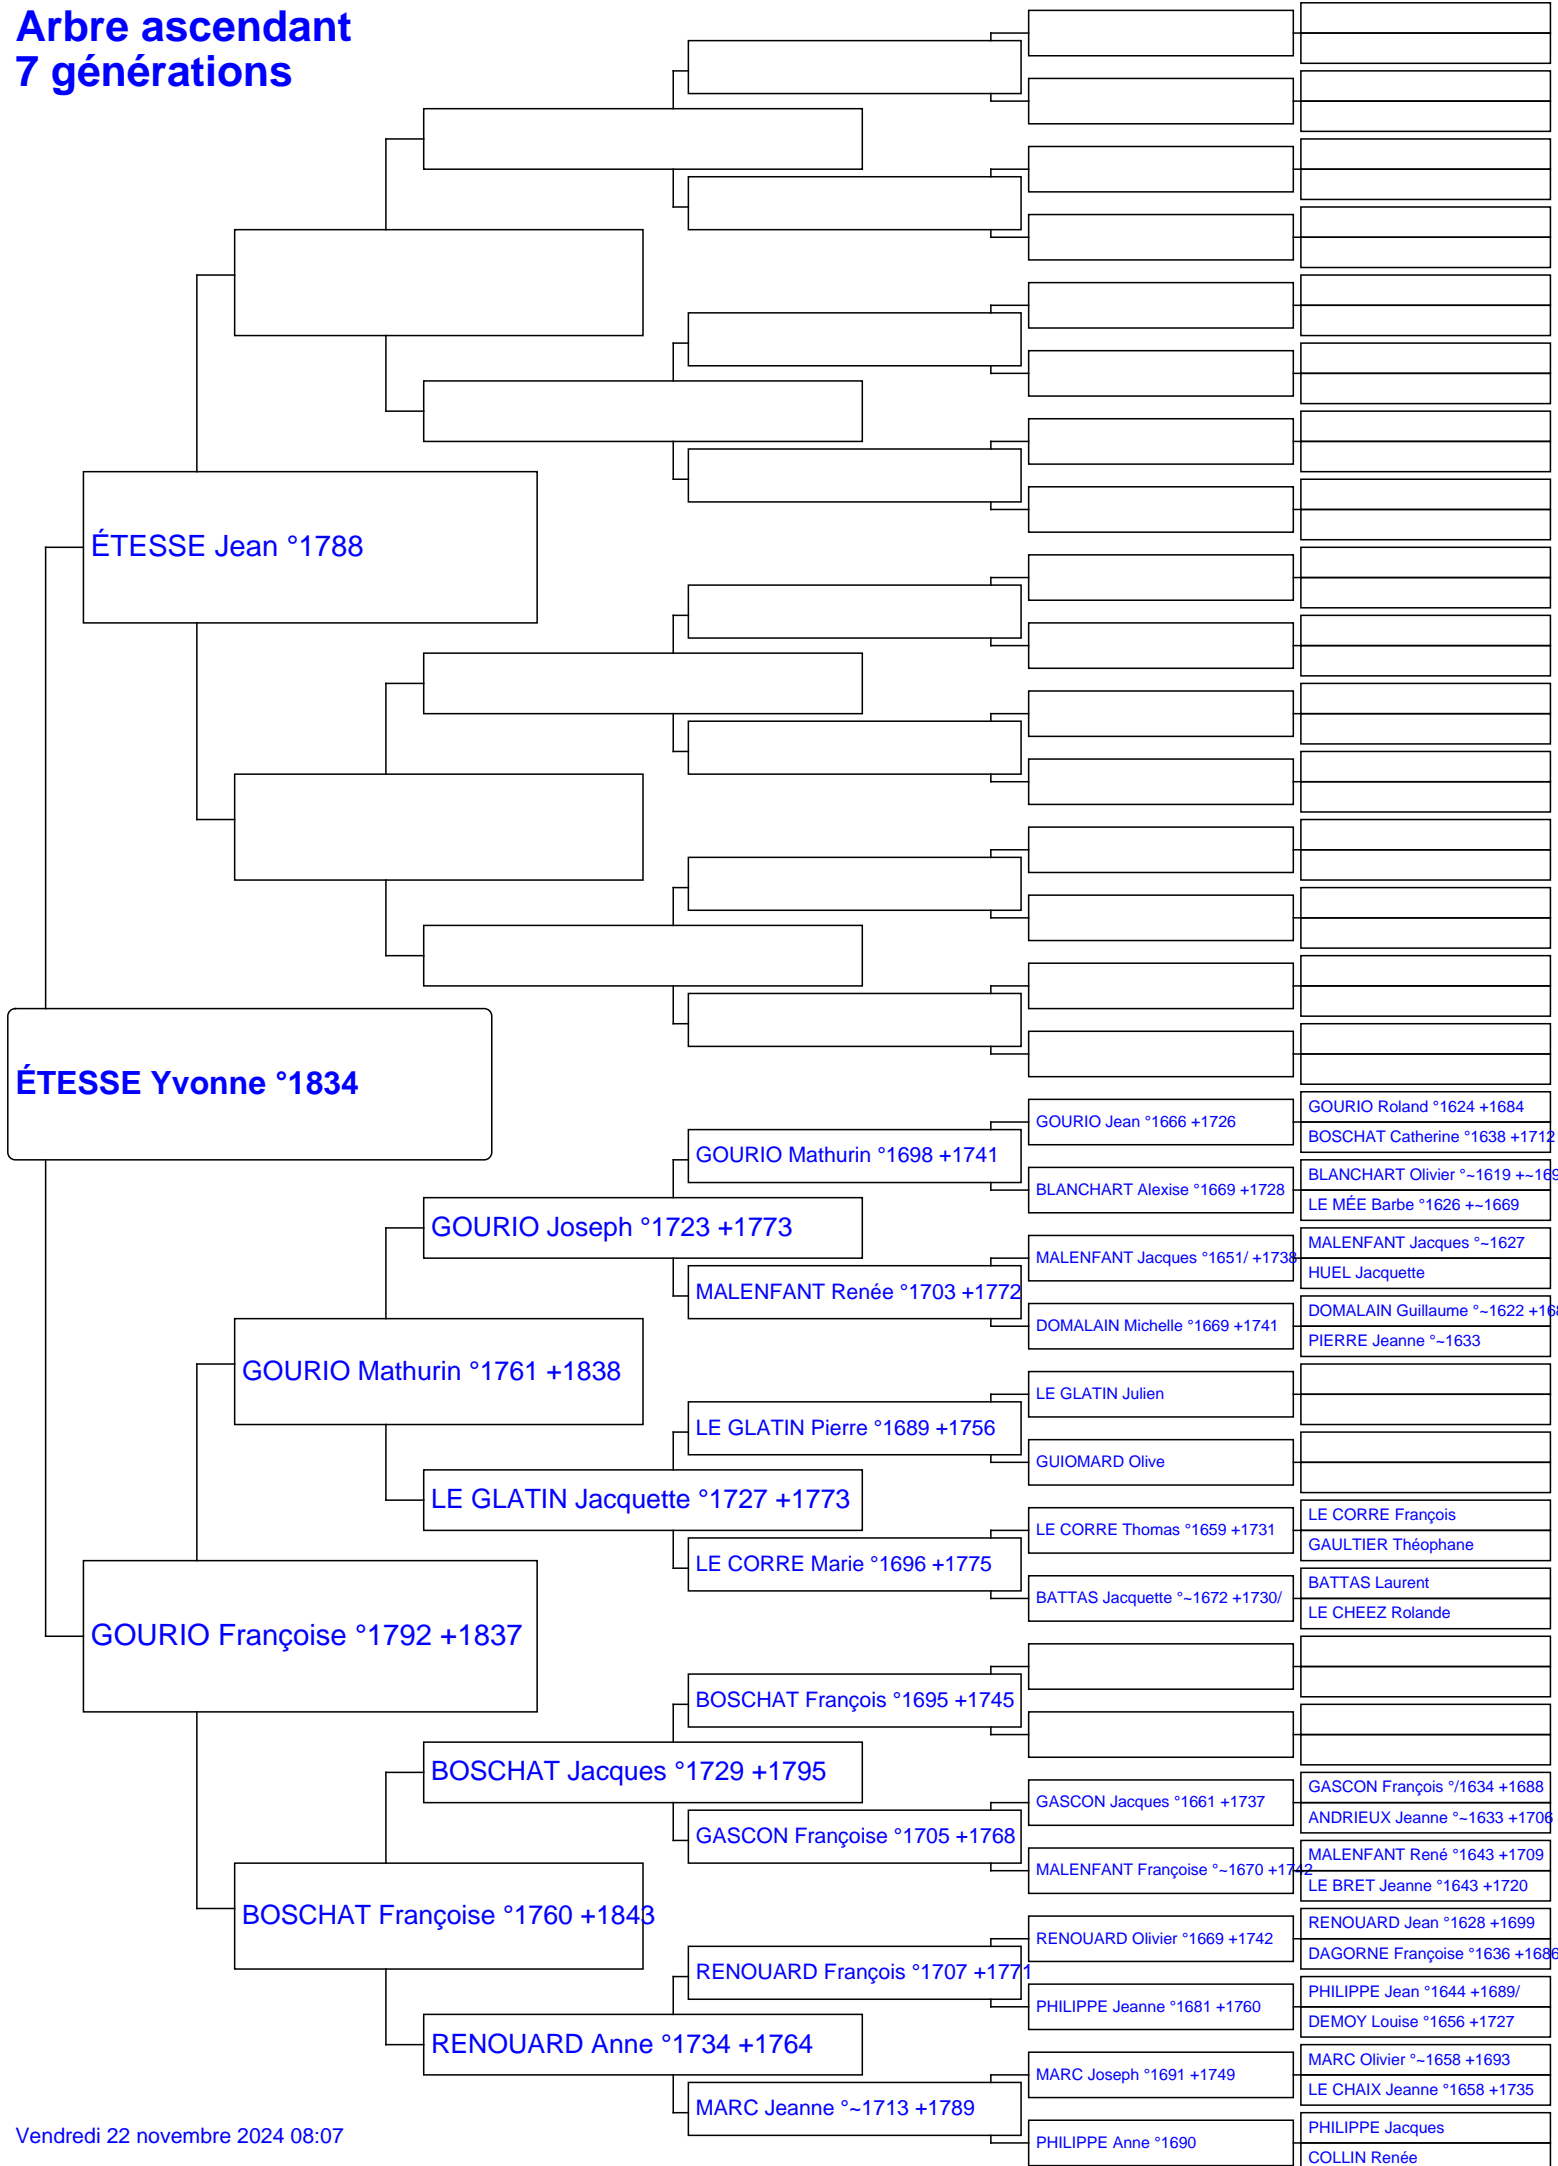 Arbre ascendant
7 générations
ÉTESSE Jean °1788
ÉTESSE Yvonne °1834
GOURIO Roland °1624 +1684
GOURIO Jean °1666 +1726
BOSCHAT Catherine °1638 +1712
GOURIO Mathurin °1698 +1741
BLANCHART Olivier °~1619 +~169
BLANCHART Alexise °1669 +1728
LE MÉE Barbe °1626 +~1669
GOURIO Joseph °1723 +1773
MALENFANT Jacques °~1627
MALENFANT Jacques °1651/ +1738
HUEL Jacquette
MALENFANT Renée °1703 +1772
DOMALAIN Guillaume °~1622 +168
DOMALAIN Michelle °1669 +1741
PIERRE Jeanne °~1633
GOURIO Mathurin °1761 +1838
LE GLATIN Julien
LE GLATIN Pierre °1689 +1756
GUIOMARD Olive
LE GLATIN Jacquette °1727 +1773
LE CORRE François
LE CORRE Thomas °1659 +1731
GAULTIER Théophane
LE CORRE Marie °1696 +1775
BATTAS Laurent
BATTAS Jacquette °~1672 +1730/
LE CHEEZ Rolande
GOURIO Françoise °1792 +1837
BOSCHAT François °1695 +1745
BOSCHAT Jacques °1729 +1795
GASCON François °/1634 +1688
GASCON Jacques °1661 +1737
ANDRIEUX Jeanne °~1633 +1706
GASCON Françoise °1705 +1768
MALENFANT René °1643 +1709
MALENFANT Françoise °~1670 +1742
LE BRET Jeanne °1643 +1720
BOSCHAT Françoise °1760 +1843
RENOUARD Jean °1628 +1699
RENOUARD Olivier °1669 +1742
DAGORNE Françoise °1636 +1686
RENOUARD François °1707 +1771
PHILIPPE Jean °1644 +1689/
PHILIPPE Jeanne °1681 +1760
DEMOY Louise °1656 +1727
RENOUARD Anne °1734 +1764
MARC Olivier °~1658 +1693
MARC Joseph °1691 +1749
LE CHAIX Jeanne °1658 +1735
MARC Jeanne °~1713 +1789
PHILIPPE Jacques
PHILIPPE Anne °1690
COLLIN Renée
Vendredi 22 novembre 2024 08:07